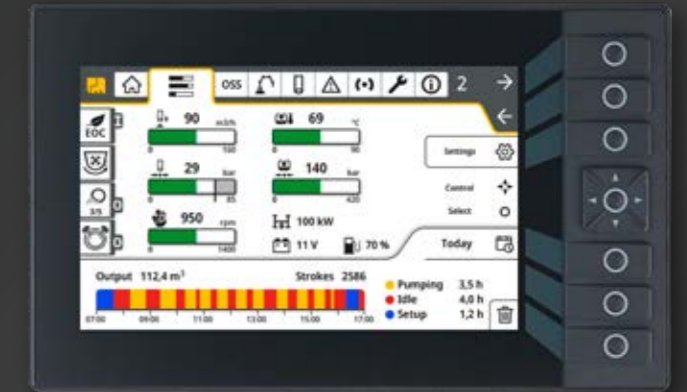 OSS 2
EOC
90 m3/h
0 160
69 °C
0 90
29 bar
0 85
140 bar
0 420
950 rpm
0 1400
100 kW
11 V 70 %
S/S
Settings
Control
Select
Today
Output 112,4 m³ Strokes 2586
07:00 09:00 11:00 13:00 15:00 17:00
Pumping 3,5 h
Idle 4,0 h
Setup 1,2 h